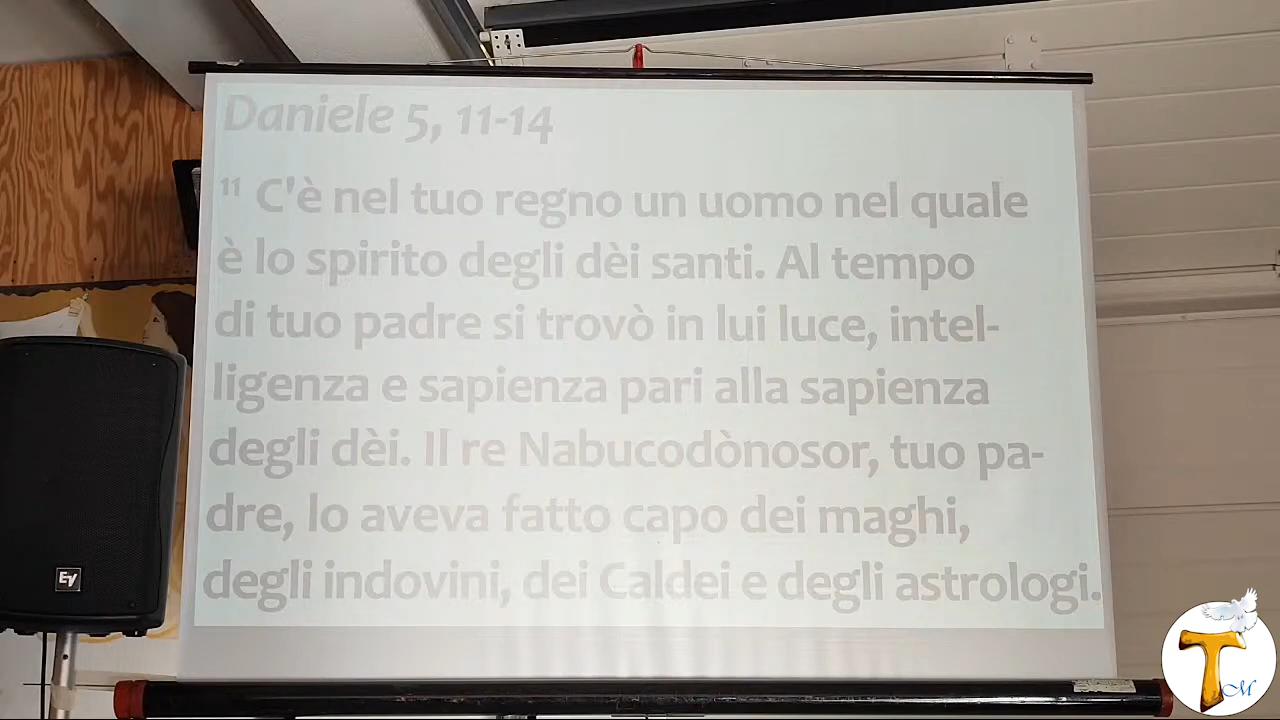 Daniele 5, 11-14
11 C'è nel tuo regno un uomo nel quale
è lo spirito degli dèi santi. Al tempo
di tuo padre si trovò in lui luce, intel-
ligenza e sapienza pari alla sapienza
degli dèi. Il re Nabucodònosor, tuo pa-
dre, lo aveva fatto capo dei maghi,
degli indovini, dei Caldei e degli astrologi.
EV
T M